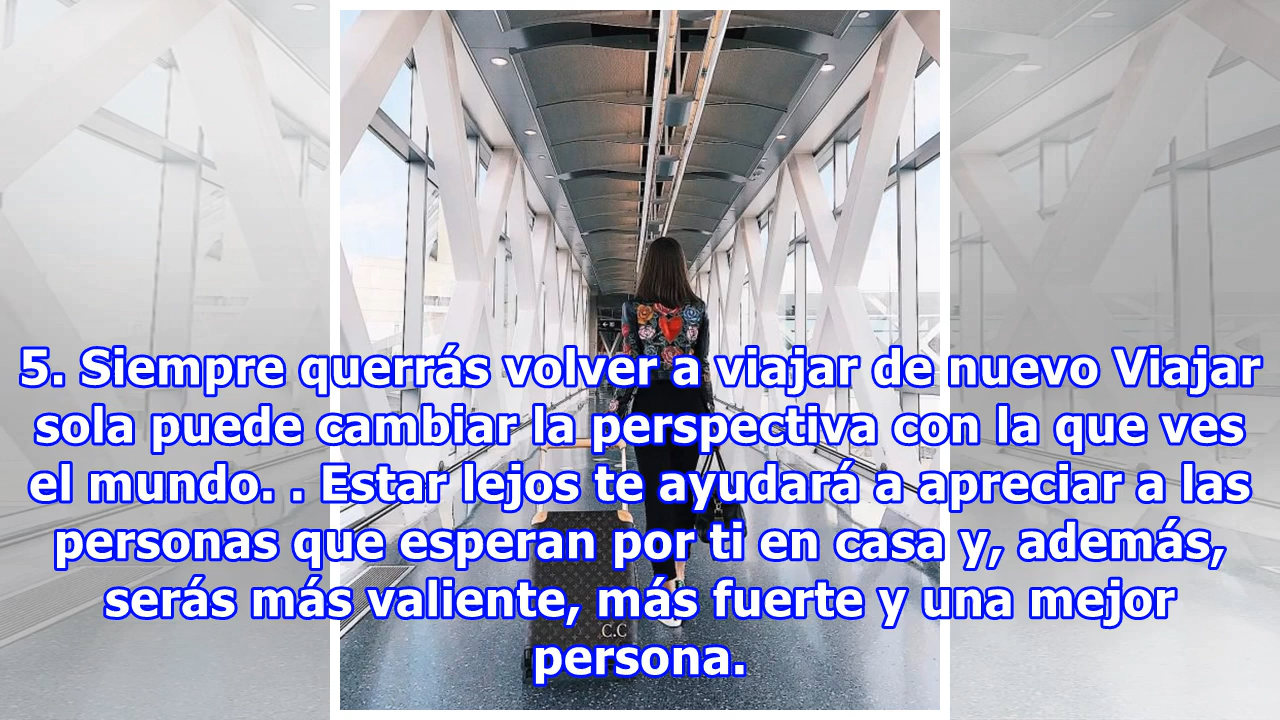 5. Siempre querrás volver a viajar de nuevo Viajar
sola puede cambiar la perspectiva con la que ves
el mundo. . Estar lejos te ayudará a apreciar a las
personas que esperan por ti en casa y, además,
serás más valiente, más fuerte y una mejor
C.C
persona.